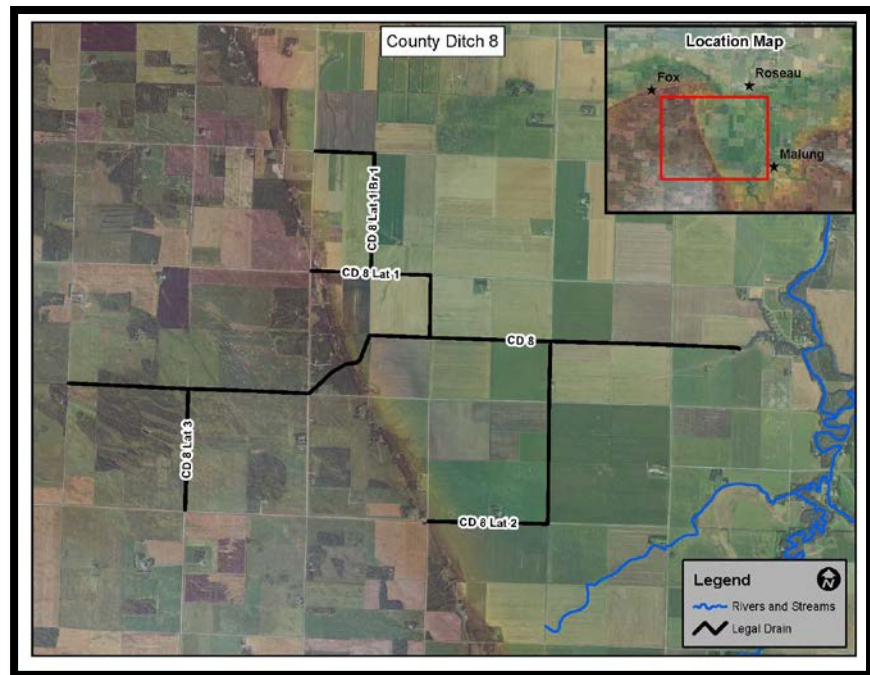 County Ditch 8
Location Map
Fox
Roseau
Malung
CD 8 Lat 1 Br 1
CD 8 Lat 1
CD 8
CD 8 Lat 3
CD 8 Lat 2
Legend
N
Rivers and Streams
Legal Drain